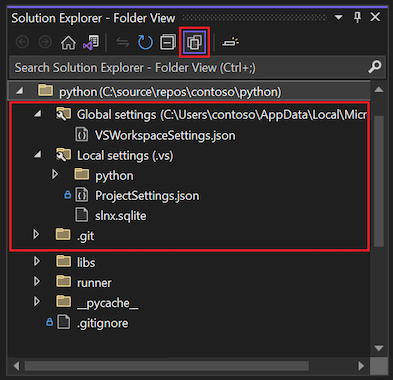 Solution Explorer - Folder View
Search Solution Explorer - Folder View (Ctrl+;)
python (C:\source\repos\contoso\python)
Global settings (C:\Users\contoso\AppData\Local\Micr
VSWorkspaceSettings.json
Local settings (.vs)
python
ProjectSettings.json
slnx.sqlite
.git
libs
runner
__pycache__
.gitignore